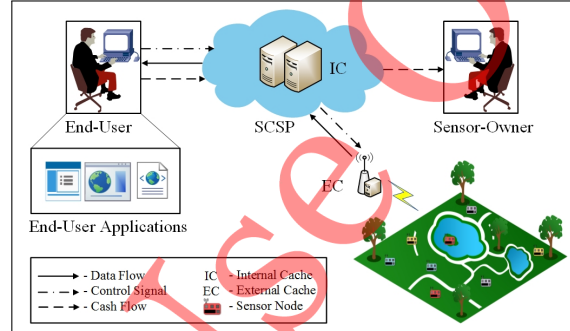 IC
End-User
SCSP
Sensor-Owner
EC
End-User Applications
- Data Flow
- Control Signal
- Cash Flow
IC - Internal Cache
EC - External Cache
- Sensor Node